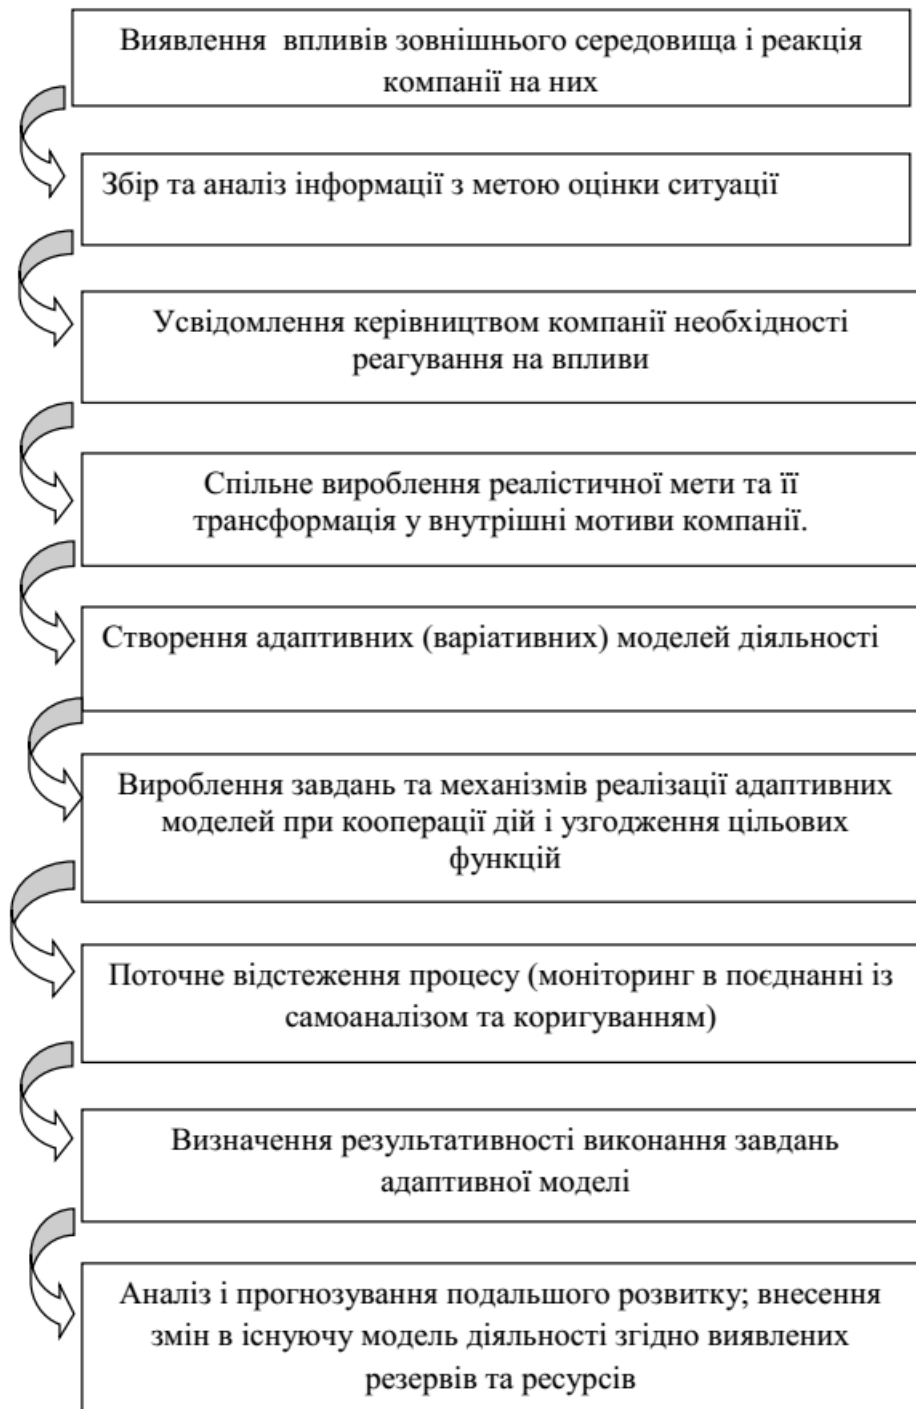 Виявлення впливів зовнішнього середовища і реакція
компанії на них
Збір та аналіз інформації з метою оцінки ситуації
Усвідомлення керівництвом компанії необхідності
реагування на впливи
Спільне вироблення реалістичної мети та її
трансформація у внутрішні мотиви компанії.
Створення адаптивних (варіативних) моделей діяльності
Вироблення завдань та механізмів реалізації адаптивних
моделей при кооперації дій і узгодження цільових
функцій
Поточне відстеження процесу (моніторинг в поєднанні із
самоаналізом та коригуванням)
Визначення результативності виконання завдань
адаптивної моделі
Аналіз і прогнозування подальшого розвитку; внесення
змін в існуючу модель діяльності згідно виявлених
резервів та ресурсів